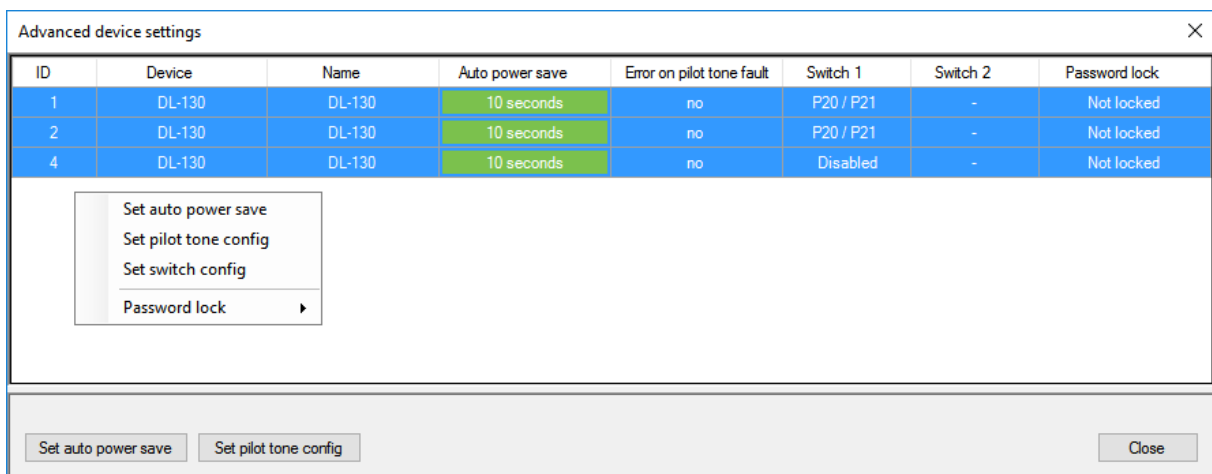 Advanced device settings
ID Device Name Auto power save Error on pilot tone fault Switch 1 Switch 2 Password lock
1 DL-130 DL-130 10 seconds no P20 / P21 - Not locked
2 DL-130 DL-130 10 seconds no P20 / P21 - Not locked
4 DL-130 DL-130 10 seconds no Disabled - Not locked
Set auto power save
Set pilot tone config
Set switch config
Password lock
Set auto power save Set pilot tone config Close